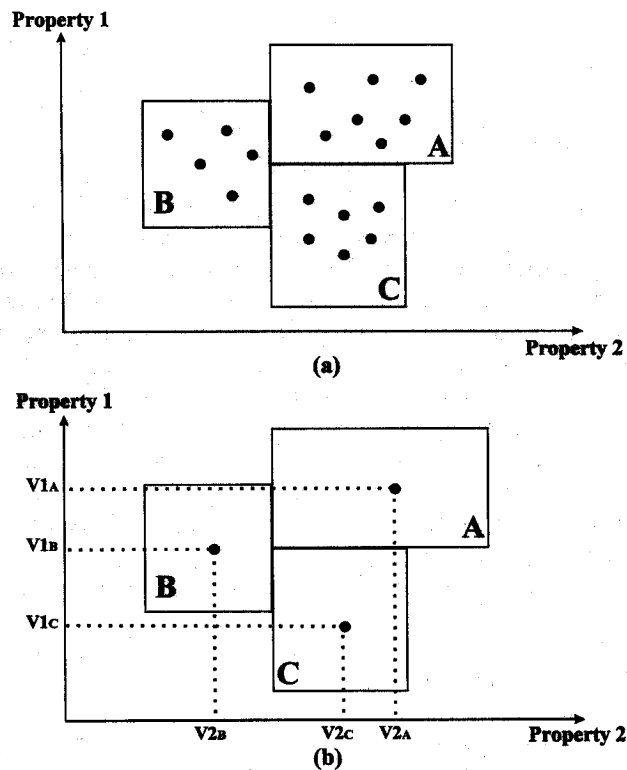 Property 1
A
B
C
Property 2
(a)
Property 1
V1A
A
V1B
B
V1C
C
V2B V2C V2A
Property 2
(b)